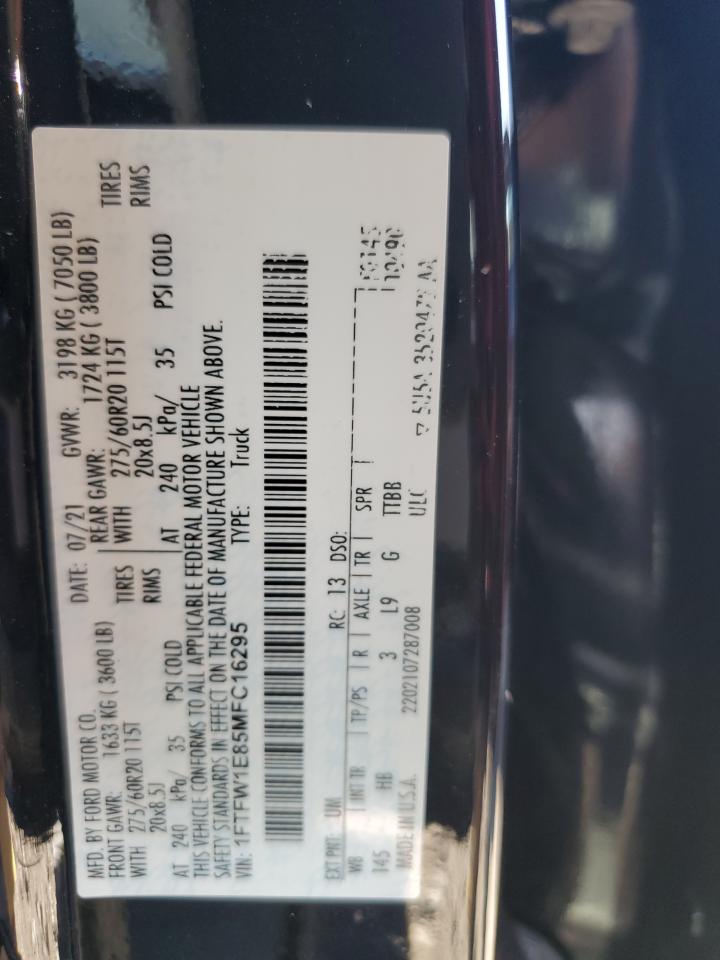 MFD. BY FORD MOTOR CO. DATE: 07/21 GVWR: 3198 KG ( 7050 LB)
FRONT GAWR: 1633 KG ( 3600 LB) REAR GAWR: 1724 KG ( 3800 LB)
WITH 275/60R20 115T TIRES WITH 275/60R20 115T TIRES
20x8.5J RIMS 20x8.5J RIMS
AT 240 kPa/ 35 PSI COLD AT 240 kPa/ 35 PSI COLD
THIS VEHICLE CONFORMS TO ALL APPLICABLE FEDERAL MOTOR VEHICLE
SAFETY STANDARDS IN EFFECT ON THE DATE OF MANUFACTURE SHOWN ABOVE.
VIN: 1FTFW1E85MFC16295 TYPE: Truck
EXT PNT: UM RC: 13 DSO:
WB INT TR TP/PS R AXLE TR SPR
145 HB 3 L9 G TTBB
MADE IN U.S.A. 2202107287008 ULC